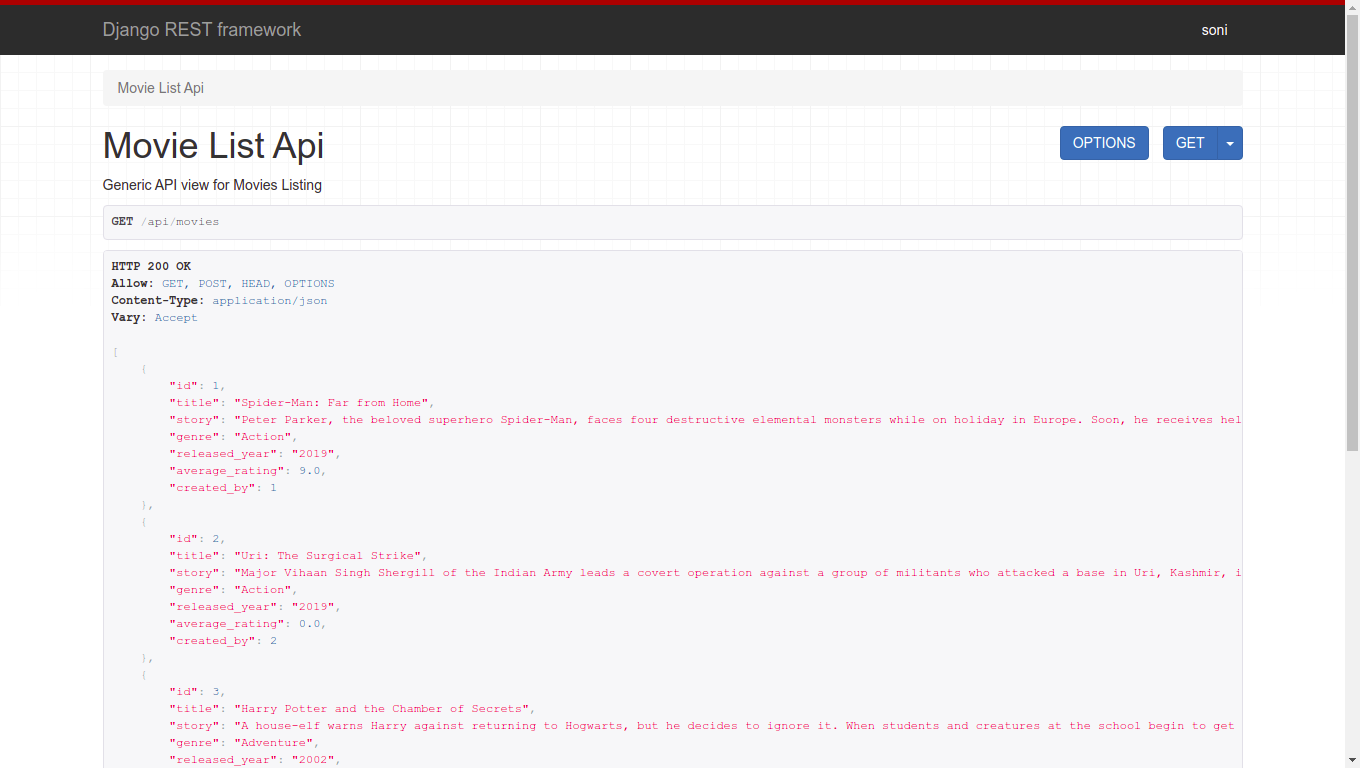 Django REST framework
soni
Movie List Api
Movie List Api
OPTIONS
GET
Generic API view for Movies Listing
GET /api/movies
HTTP 200 OK
Allow: GET, POST, HEAD, OPTIONS
Content-Type: application/json
Vary: Accept
[
    {
        "id": 1,
        "title": "Spider-Man: Far from Home",
        "story": "Peter Parker, the beloved superhero Spider-Man, faces four destructive elemental monsters while on holiday in Europe. Soon, he receives hel
        "genre": "Action",
        "released_year": "2019",
        "average_rating": 9.0,
        "created_by": 1
    },
    {
        "id": 2,
        "title": "Uri: The Surgical Strike",
        "story": "Major Vihaan Singh Shergill of the Indian Army leads a covert operation against a group of militants who attacked a base in Uri, Kashmir, i
        "genre": "Action",
        "released_year": "2019",
        "average_rating": 0.0,
        "created_by": 2
    },
    {
        "id": 3,
        "title": "Harry Potter and the Chamber of Secrets",
        "story": "A house-elf warns Harry against returning to Hogwarts, but he decides to ignore it. When students and creatures at the school begin to get
        "genre": "Adventure",
        "released_year": "2002",